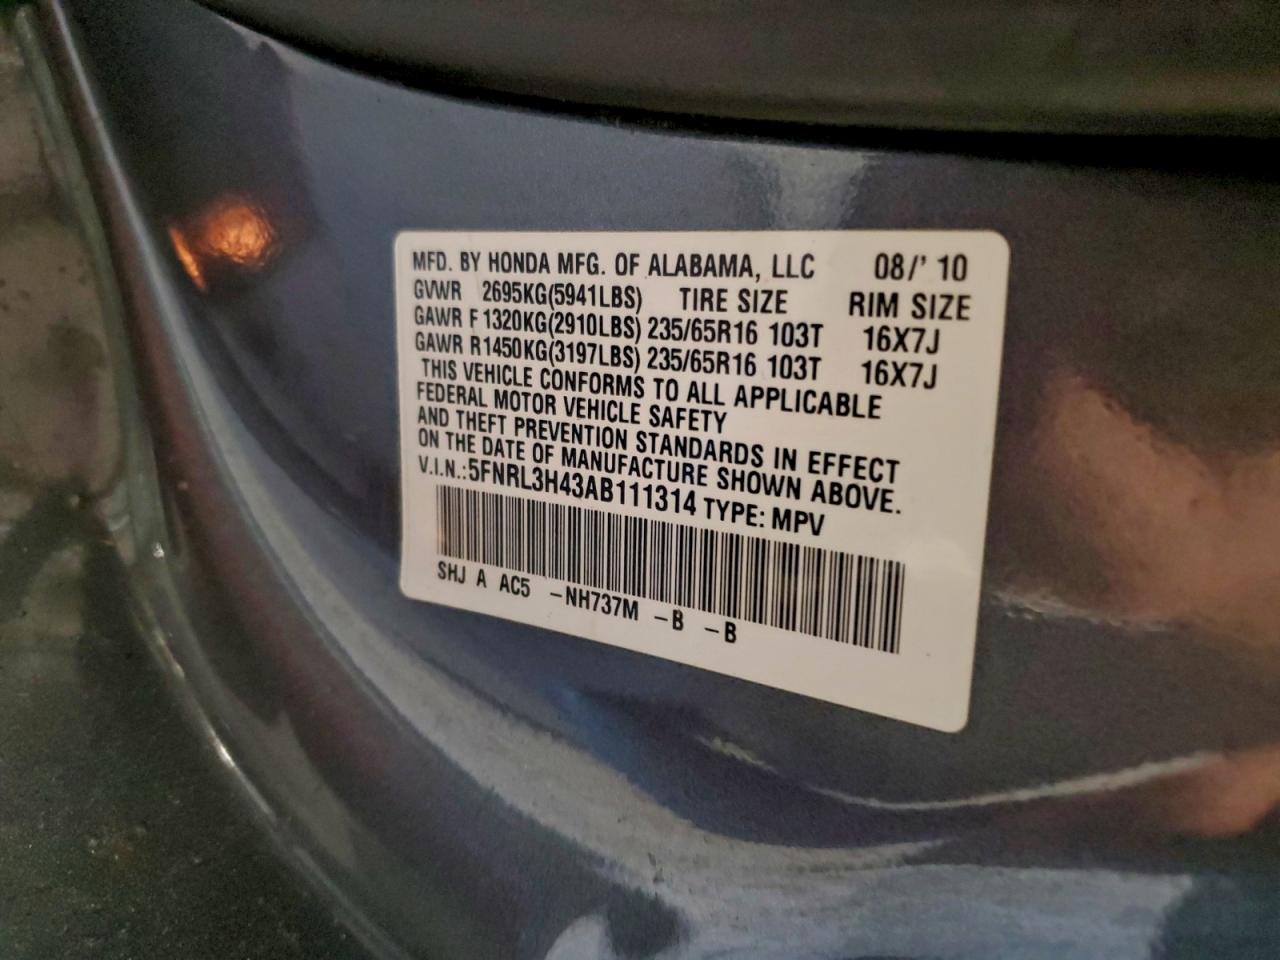 MFD. BY HONDA MFG. OF ALABAMA, LLC 08/' 10
GVWR 2695KG(5941LBS) TIRE SIZE RIM SIZE
GAWR F1320KG(2910LBS) 235/65R16 103T 16X7J
GAWR R1450KG(3197LBS) 235/65R16 103T 16X7J
THIS VEHICLE CONFORMS TO ALL APPLICABLE
FEDERAL MOTOR VEHICLE SAFETY
AND THEFT PREVENTION STANDARDS IN EFFECT
ON THE DATE OF MANUFACTURE SHOWN ABOVE.
V.I.N.:5FNRL3H43AB111314 TYPE: MPV
SHJ A AC5 -NH737M -B -B